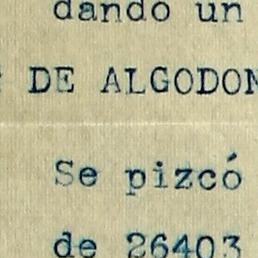 dando un
DE ALGODON
Se pizcó
de 26403